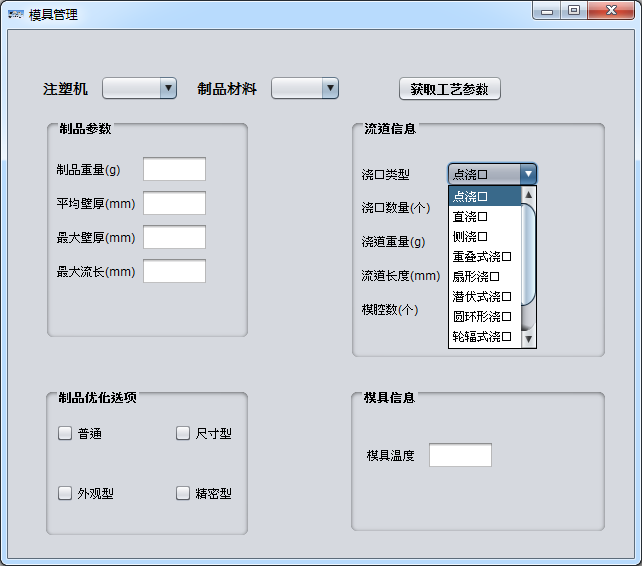 模具管理
注塑机 制品材料 获取工艺参数
制品参数
制品重量(g)
平均壁厚(mm)
最大壁厚(mm)
最大流长(mm)
流道信息
浇口类型 点浇口
浇口数量(个)
浇道重量(g)
流道长度(mm)
模腔数(个)
点浇口
直浇口
侧浇口
重叠式浇口
扇形浇口
潜伏式浇口
圆环形浇口
轮辐式浇口
制品优化选项
普通 尺寸型
外观型 精密型
模具信息
模具温度